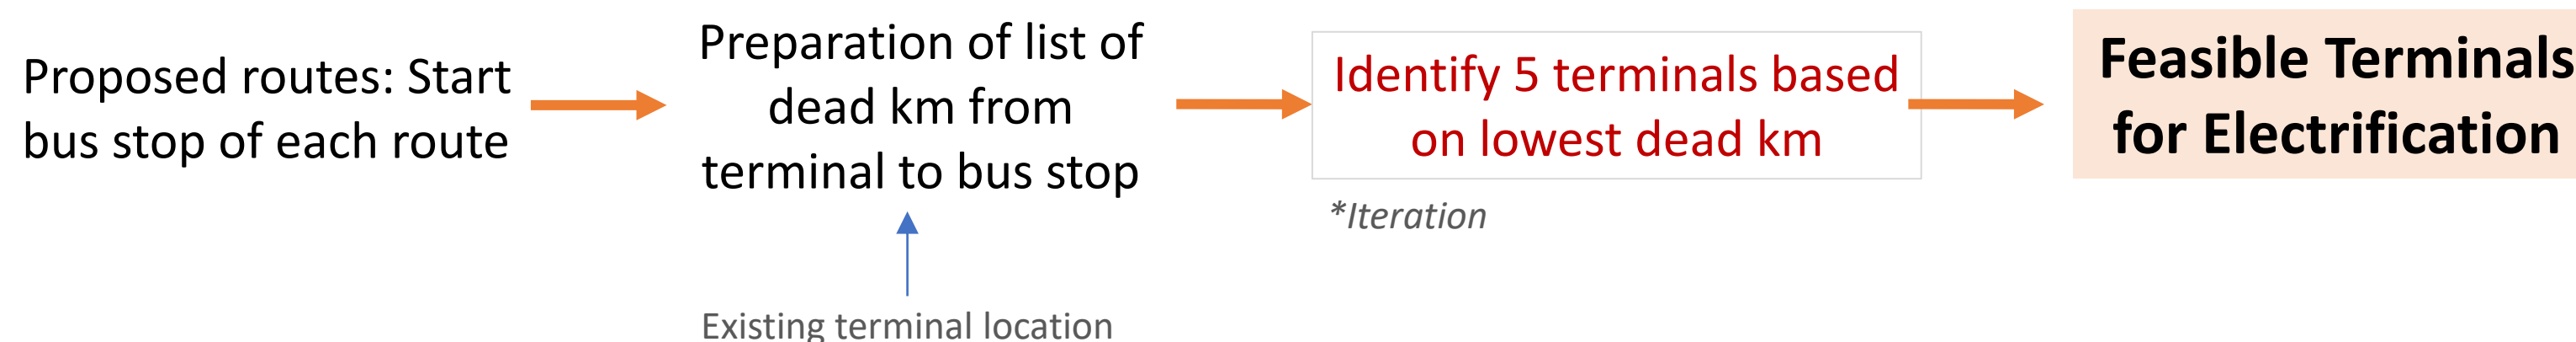 Proposed routes: Start
bus stop of each route
Preparation of list of
dead km from
terminal to bus stop
Existing terminal location
Identify 5 terminals based
on lowest dead km
*Iteration
Feasible Terminals
for Electrification